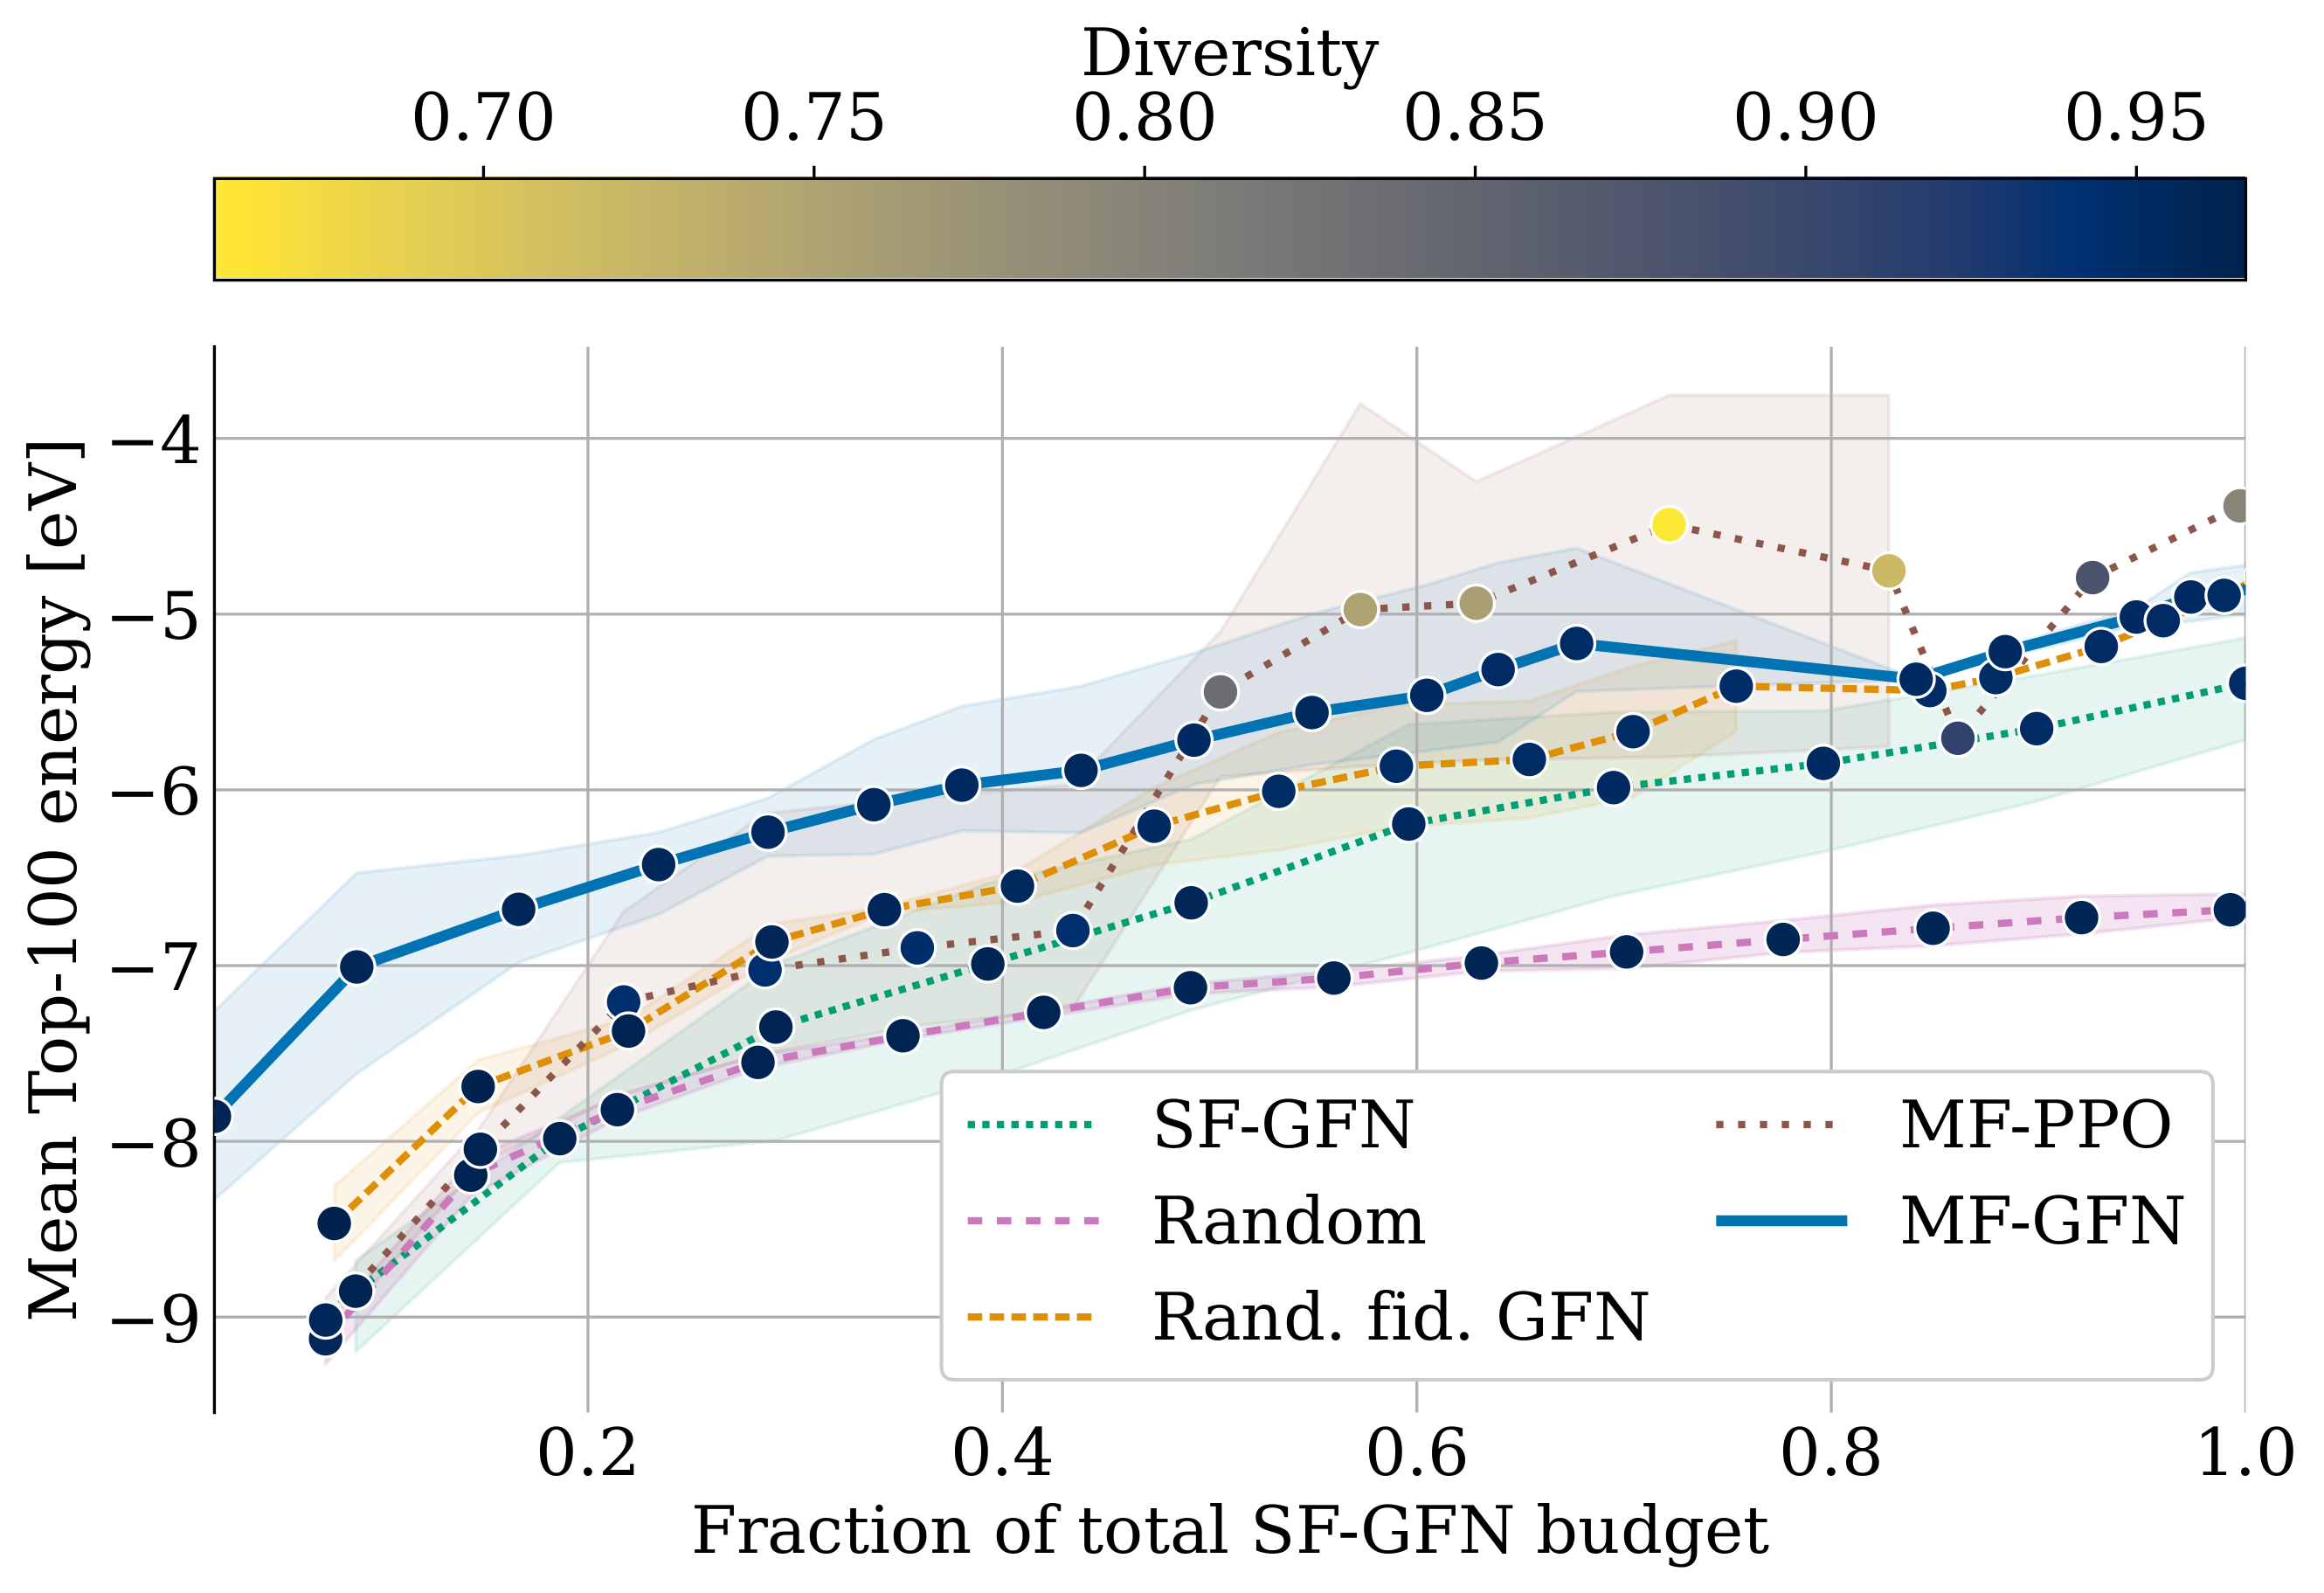 Diversity
0.70 0.75 0.80 0.85 0.90 0.95
Mean Top-100 energy [eV]
−4
−5
−6
−7
−8
−9
SF-GFN
Random
Rand. fid. GFN
MF-PPO
MF-GFN
0.2 0.4 0.6 0.8 1.0
Fraction of total SF-GFN budget